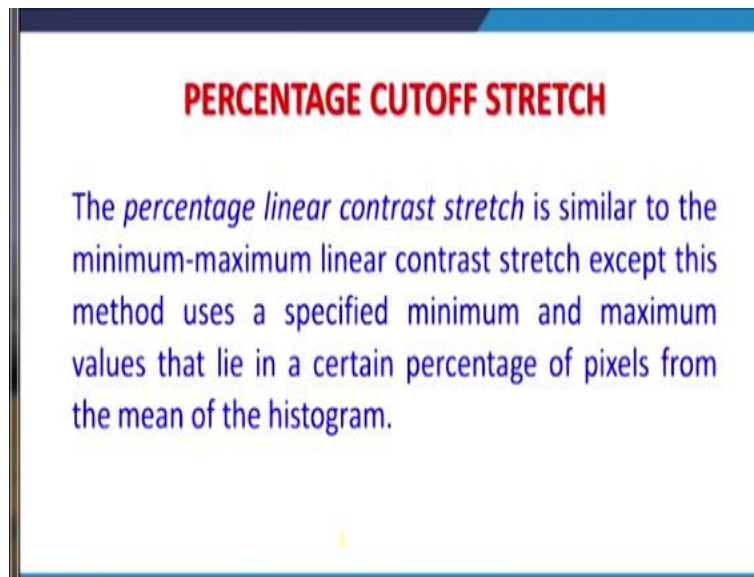 PERCENTAGE CUTOFF STRETCH
The percentage linear contrast stretch is similar to the
minimum-maximum linear contrast stretch except this
method uses a specified minimum and maximum
values that lie in a certain percentage of pixels from
the mean of the histogram.